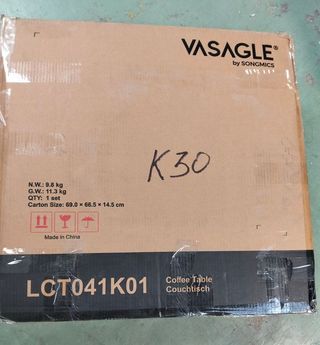 VASAGLE®
by SONGMICS
K30
N.W.: 9.8 kg
G.W.: 11.3 kg
QTY: 1 set
Carton Size: 69.0 × 66.5 × 14.5 cm
Made in China
LCT041K01
Coffee Table
Couchtisch